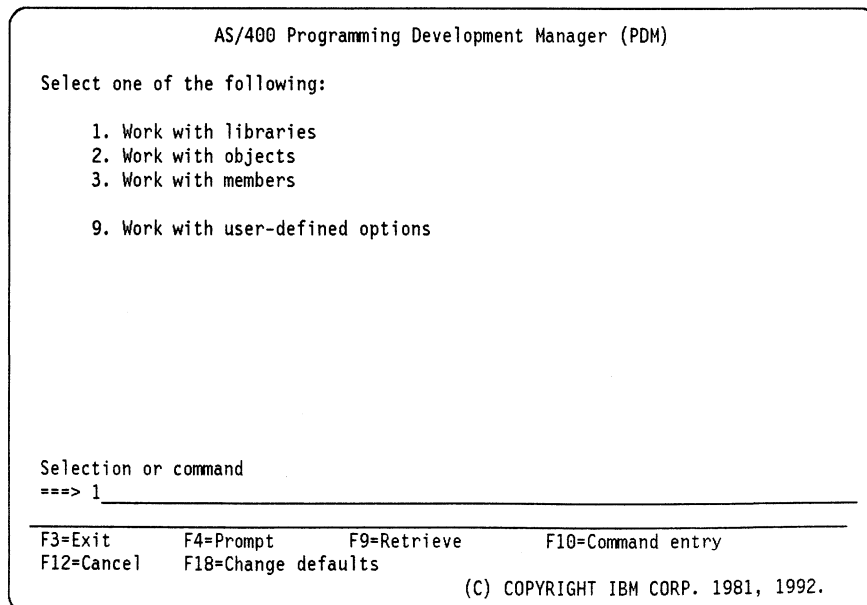 AS/400 Programming Development Manager (PDM)
Select one of the following:
1. Work with libraries
2. Work with objects
3. Work with members
9. Work with user-defined options
Selection or command
===> 1
F3=Exit F4=Prompt F9=Retrieve F10=Command entry
F12=Cancel F18=Change defaults
(C) COPYRIGHT IBM CORP. 1981, 1992.